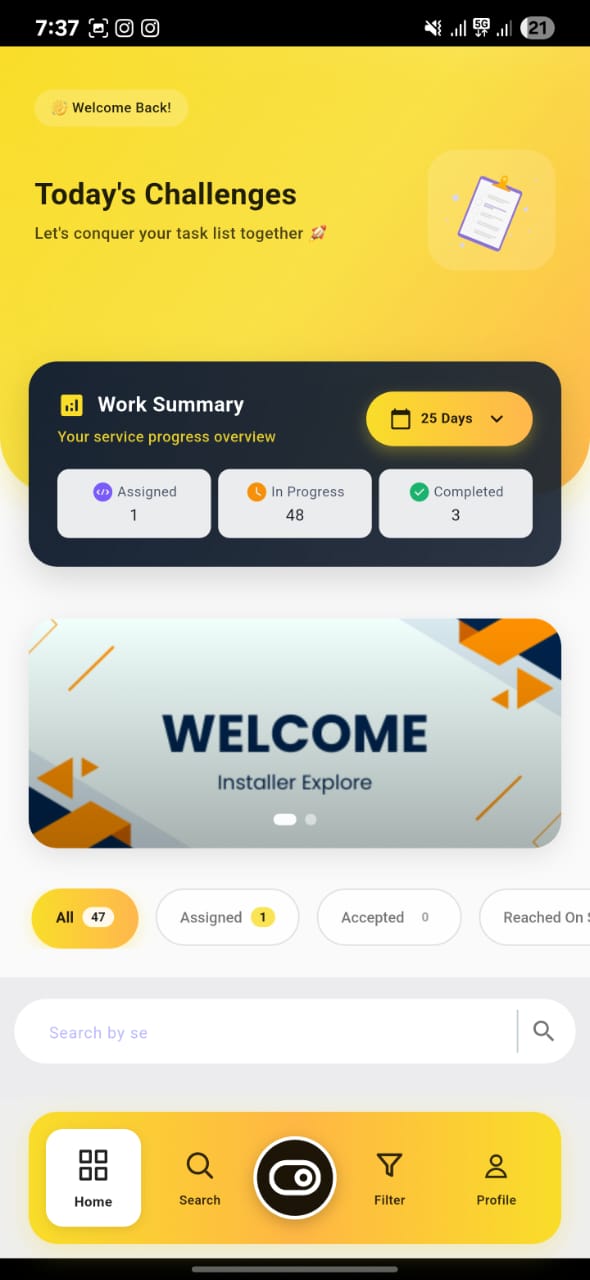 7:37 5G 21
👋 Welcome Back!
Today's Challenges
Let's conquer your task list together 🚀
Work Summary
Your service progress overview
25 Days
Assigned
1
In Progress
48
Completed
3
WELCOME
Installer Explore
All 47
Assigned 1
Accepted 0
Reached On S
Search by se
Home
Search
Filter
Profile